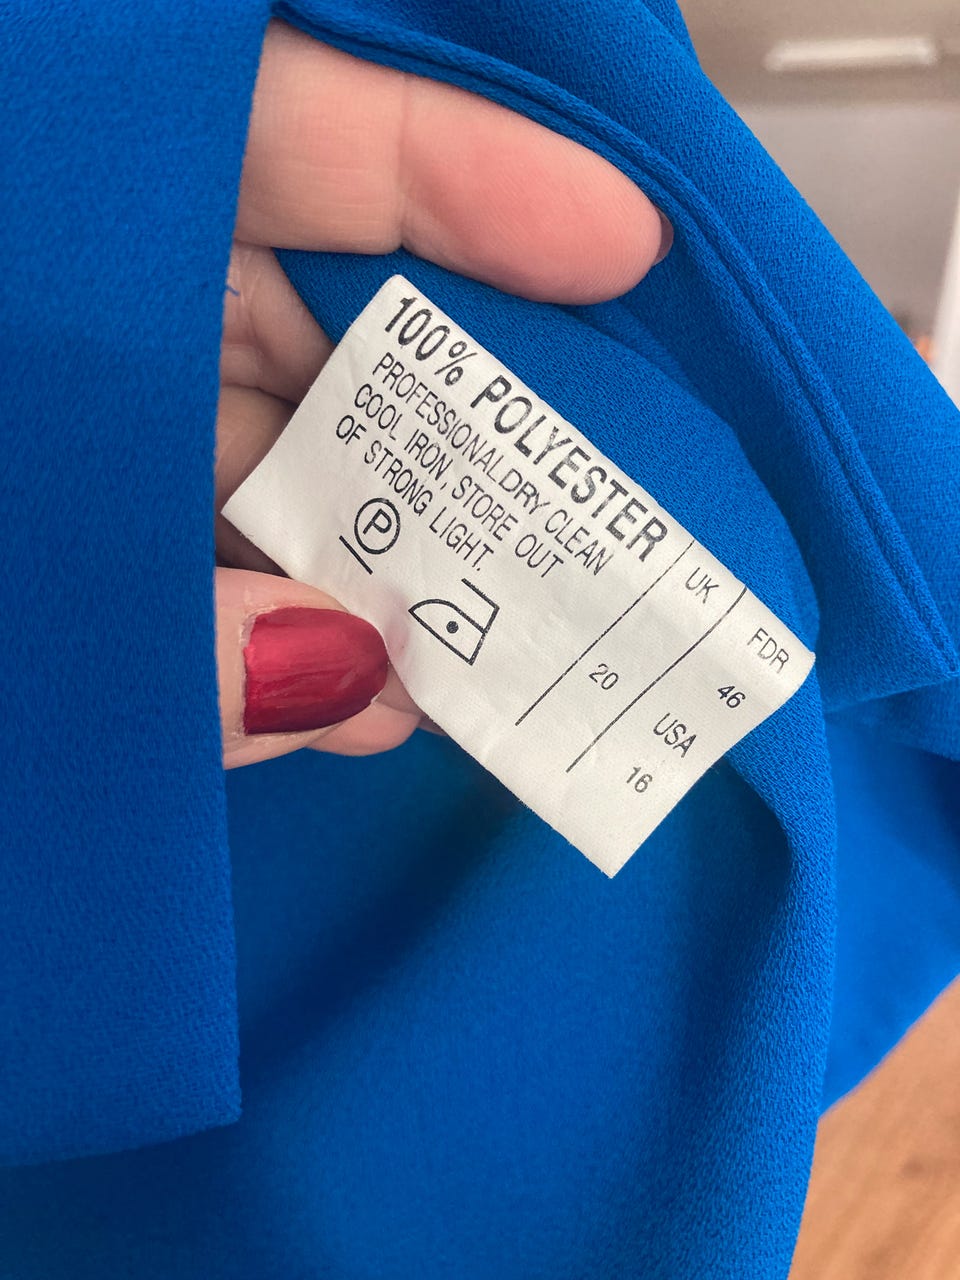 100% POLYESTER
PROFESSIONALDRY CLEAN
COOL IRON, STORE OUT
OF STRONG LIGHT.
P
UK
20
FDR
46
USA
16